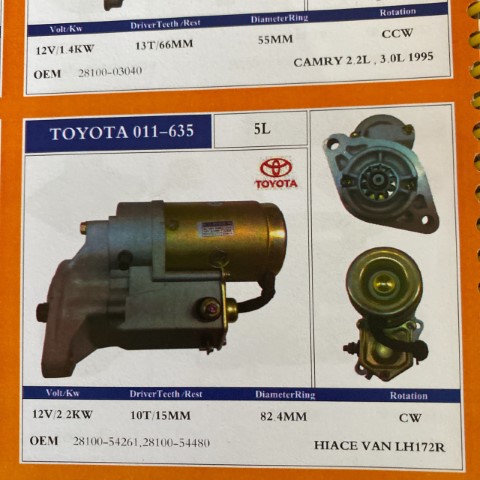 Volt/Kw DriverTeeth /Rest DiameterRing Rotation
12V/1.4KW 13T/66MM 55MM CCW
OEM 28100-03040 CAMRY 2.2L , 3.0L 1995
TOYOTA 011-635 5L
TOYOTA
Volt/Kw DriverTeeth /Rest DiameterRing Rotation
12V/2 2KW 10T/15MM 82.4MM CW
OEM 28100-54261,28100-54480 HIACE VAN LH172R